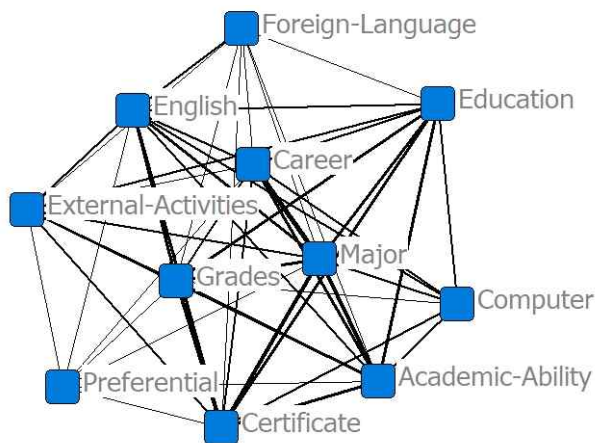 Foreign-Language
English
Education
Career
External-Activities
Major
Grades
Computer
Preferential
Academic-Ability
Certificate